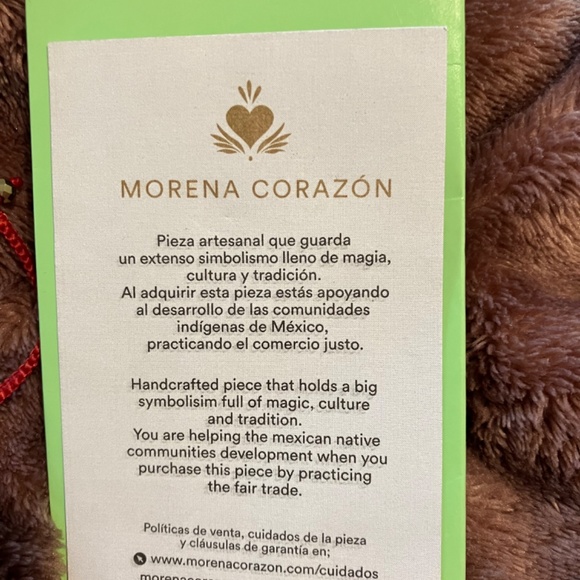 MORENA CORAZÓN
Pieza artesanal que guarda
un extenso simbolismo lleno de magia,
cultura y tradición.
Al adquirir esta pieza estás apoyando
al desarrollo de las comunidades
indígenas de México,
practicando el comercio justo.
Handcrafted piece that holds a big
symbolisim full of magic, culture
and tradition.
You are helping the mexican native
communities development when you
purchase this piece by practicing
the fair trade.
Políticas de venta, cuidados de la pieza
y cláusulas de garantía en;
www.morenacorazon.com/cuidados